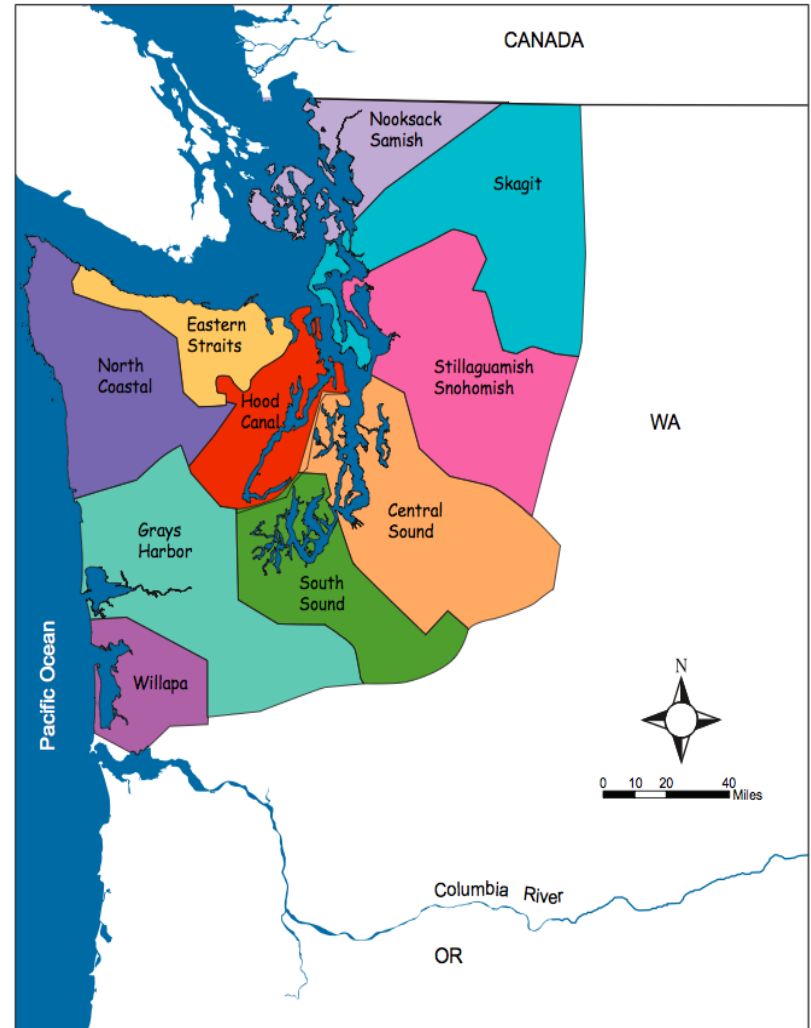 CANADA
Nooksack
Samish
Skagit
Eastern
Straits
North
Coastal
Hood
Canal
Stillaguamish
Snohomish
WA
Central
Sound
Grays
Harbor
South
Sound
Willapa
Pacific Ocean
N
0 10 20 40
Miles
Columbia River
OR